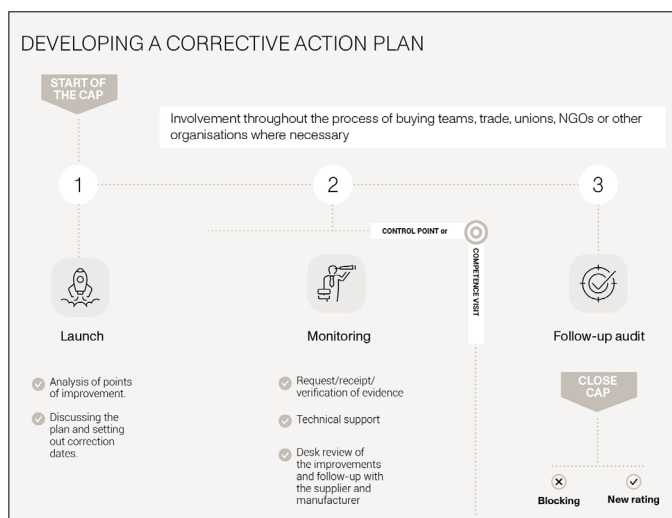 DEVELOPING A CORRECTIVE ACTION PLAN
START OF
THE CAP
Involvement throughout the process of buying teams, trade, unions, NGOs or other
organisations where necessary
1
2
3
CONTROL POINT or
COMPETENCE VISIT
Launch
Monitoring
Follow-up audit
Analysis of points
of improvement.
Discussing the
plan and setting
out correction
dates.
Request/receipt/
verification of evidence
Technical support
Desk review of
the improvements
and follow-up with
the supplier and
manufacturer
CLOSE
CAP
Blocking
New rating